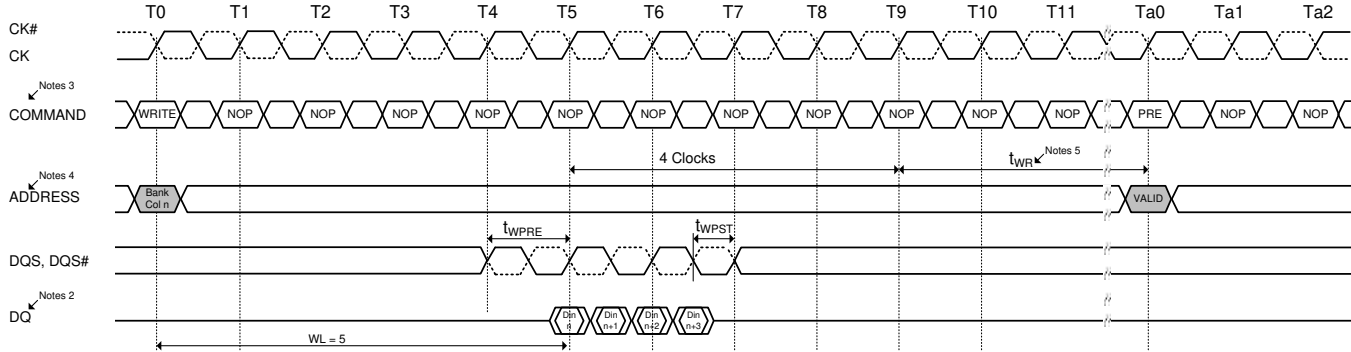 T0 T1 T2 T3 T4 T5 T6 T7 T8 T9 T10 T11 Ta0 Ta1 Ta2
CK#
CK
Notes 3
COMMAND
WRITE NOP NOP NOP NOP NOP NOP NOP NOP NOP NOP NOP PRE NOP NOP
4 Clocks
tWR Notes 5
Notes 4
ADDRESS
Bank
Col n
VALID
tWPRE
tWPST
DQS, DQS#
Notes 2
DQ
Din Din Din Din
n n+1 n+2 n+3
WL = 5